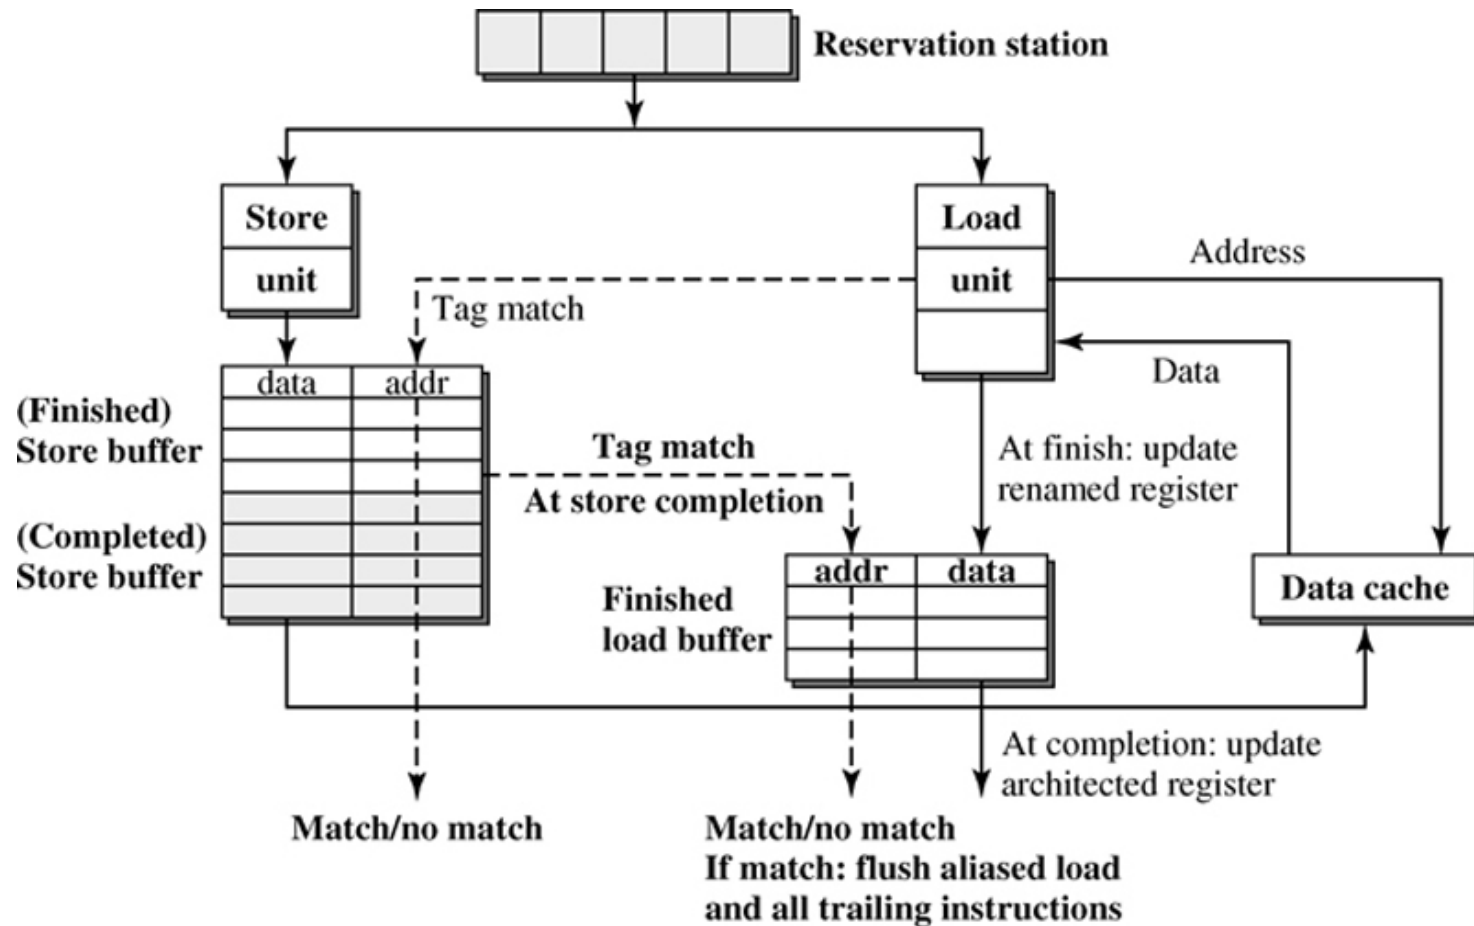 Reservation station
Store
unit
Load
unit
Address
Tag match
Data
data addr
(Finished)
Store buffer
Tag match
At store completion
At finish: update
renamed register
(Completed)
Store buffer
addr data
Finished
load buffer
Data cache
At completion: update
architected register
Match/no match
Match/no match
If match: flush aliased load
and all trailing instructions